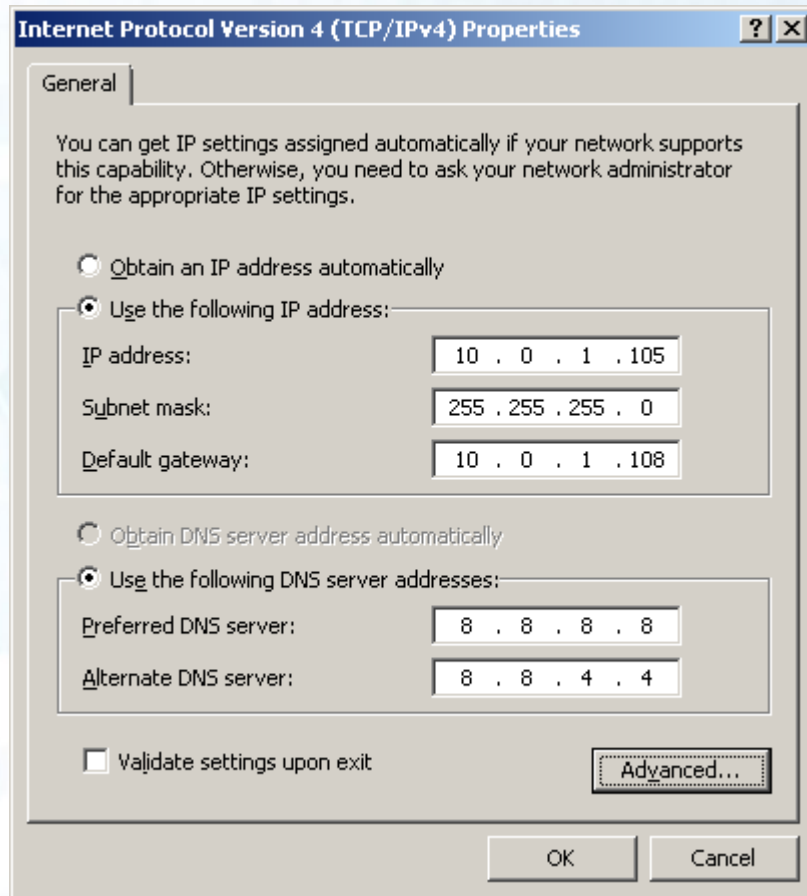 Internet Protocol Version 4 (TCP/IPv4) Properties
General
You can get IP settings assigned automatically if your network supports
this capability. Otherwise, you need to ask your network administrator
for the appropriate IP settings.
Obtain an IP address automatically
Use the following IP address:
IP address: 10 . 0 . 1 . 105
Subnet mask: 255 . 255 . 255 . 0
Default gateway: 10 . 0 . 1 . 108
Obtain DNS server address automatically
Use the following DNS server addresses:
Preferred DNS server: 8 . 8 . 8 . 8
Alternate DNS server: 8 . 8 . 4 . 4
Validate settings upon exit
Advanced...
OK Cancel